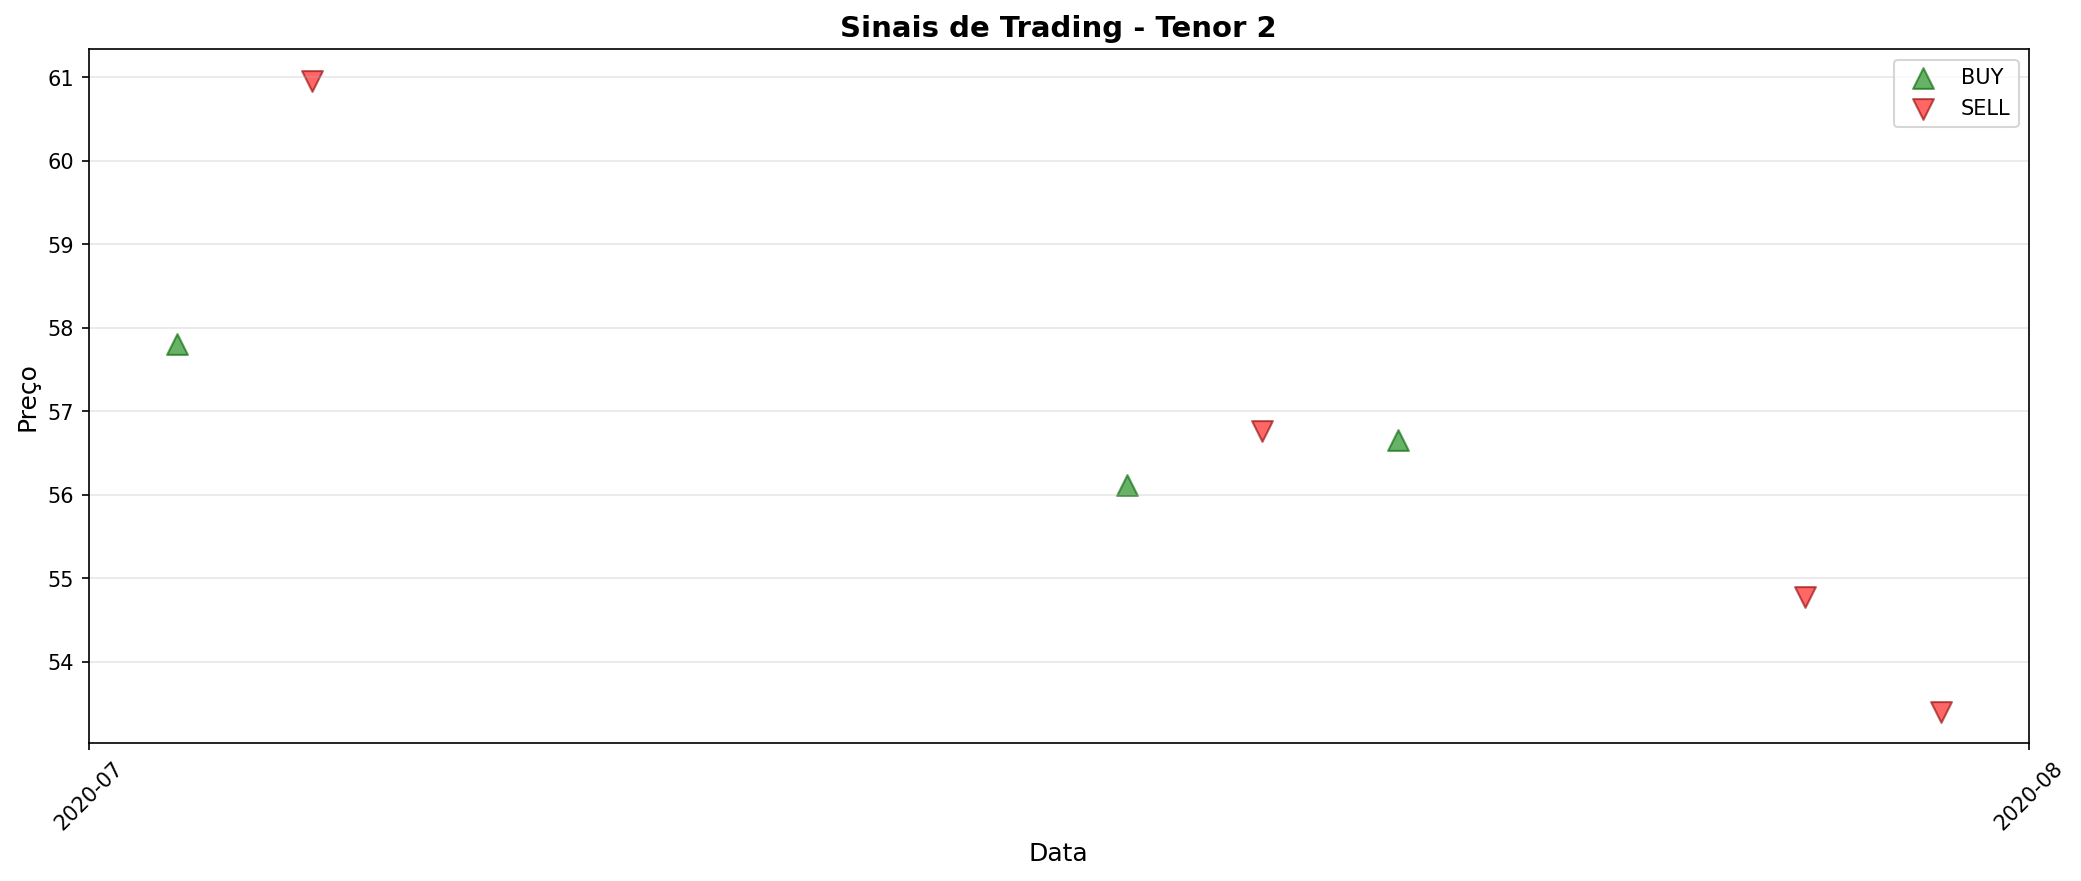 Sinais de Trading - Tenor 2
BUY
SELL
61
60
59
58
57
56
55
54
Preço
2020-07
2020-08
Data